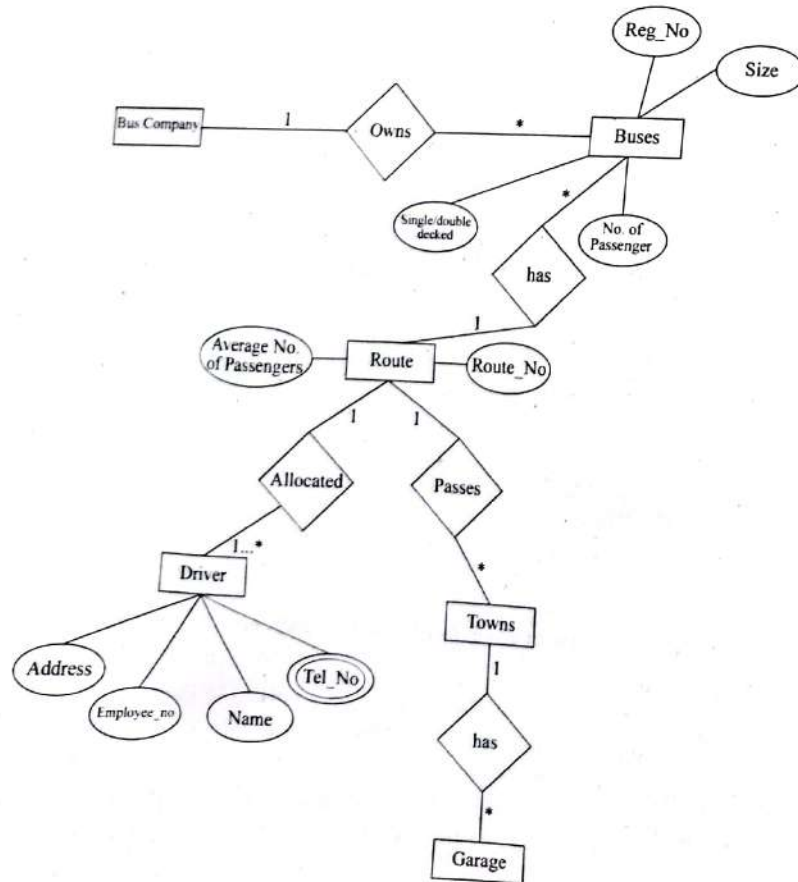 Reg_No
Size
Bus Company
1
Owns
*
Buses
Single/double
decked
*
No. of
Passenger
has
1
Average No.
of Passengers
Route
Route_No
1
1
Allocated
Passes
1...*
*
Driver
Towns
Address
Employee_no
Name
Tel_No
1
has
*
Garage